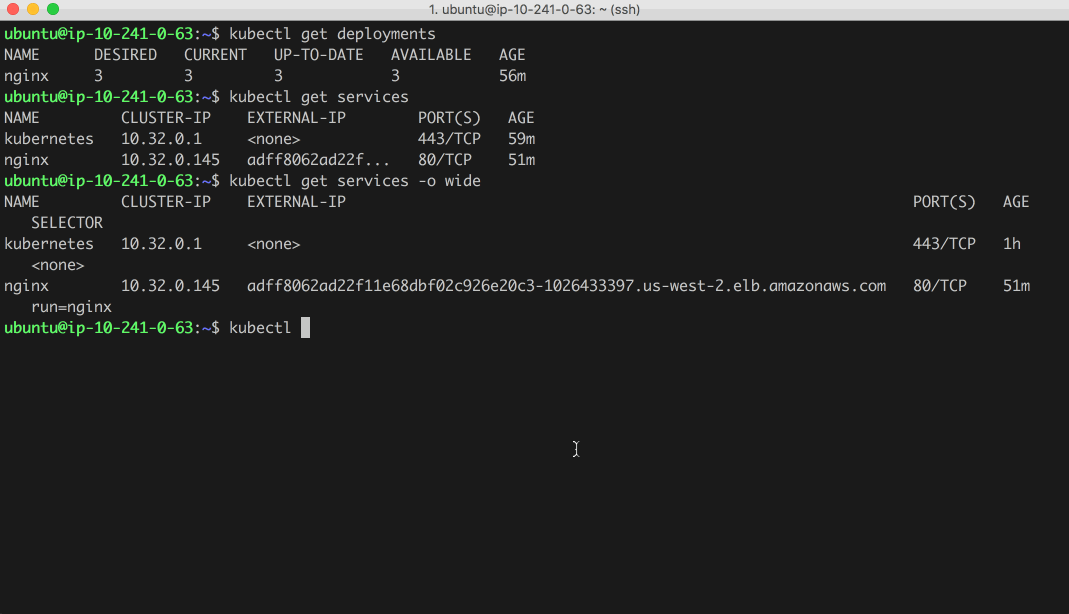 1. ubuntu@ip-10-241-0-63: ~ (ssh)
ubuntu@ip-10-241-0-63:~$ kubectl get deployments
NAME      DESIRED   CURRENT   UP-TO-DATE   AVAILABLE   AGE
nginx     3         3         3            3           56m
ubuntu@ip-10-241-0-63:~$ kubectl get services
NAME         CLUSTER-IP    EXTERNAL-IP        PORT(S)   AGE
kubernetes   10.32.0.1     <none>             443/TCP   59m
nginx        10.32.0.145   adff8062ad22f...   80/TCP    51m
ubuntu@ip-10-241-0-63:~$ kubectl get services -o wide
NAME         CLUSTER-IP    EXTERNAL-IP                                                               PORT(S)   AGE
   SELECTOR
kubernetes   10.32.0.1     <none>                                                                    443/TCP   1h
   <none>
nginx        10.32.0.145   adff8062ad22f11e68dbf02c926e20c3-1026433397.us-west-2.elb.amazonaws.com   80/TCP    51m
   run=nginx
ubuntu@ip-10-241-0-63:~$ kubectl